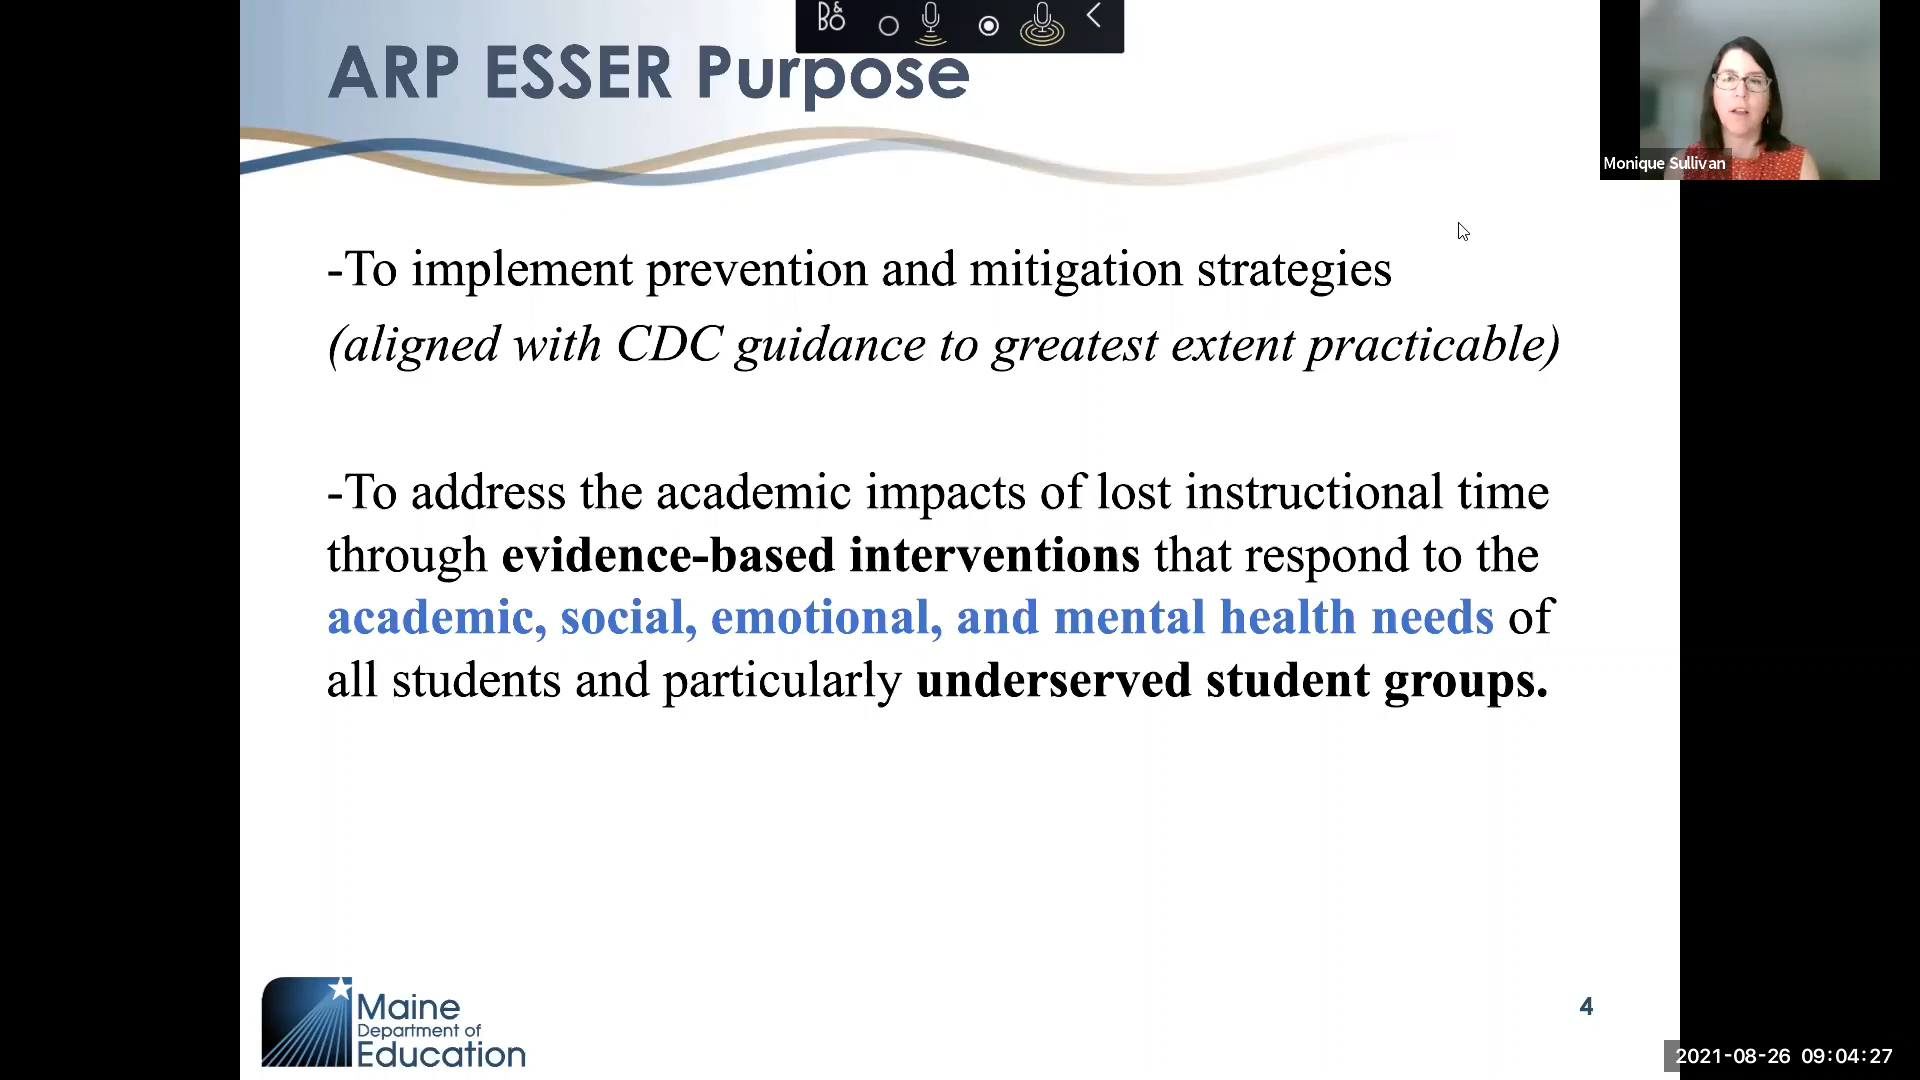 B&O
ARP ESSER Purpose
Monique Sullivan
-To implement prevention and mitigation strategies
(aligned with CDC guidance to greatest extent practicable)
-To address the academic impacts of lost instructional time
through evidence-based interventions that respond to the
academic, social, emotional, and mental health needs of
all students and particularly underserved student groups.
Maine
Department of
Education
4
2021-08-26 09:04:27